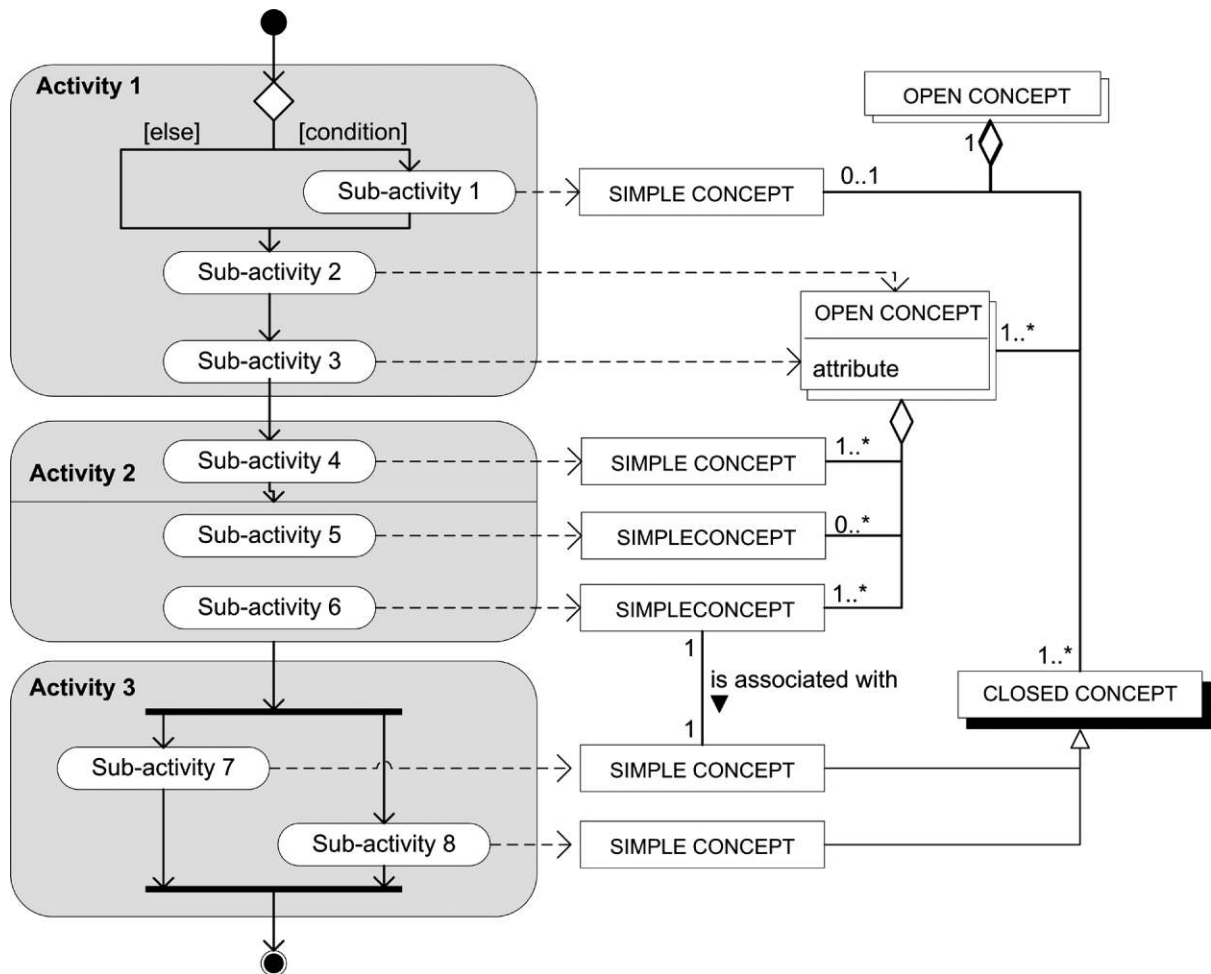 Activity 1
[else]
[condition]
Sub-activity 1
Sub-activity 2
Sub-activity 3
Activity 2
Sub-activity 4
Sub-activity 5
Sub-activity 6
Activity 3
Sub-activity 7
Sub-activity 8
OPEN CONCEPT
1
SIMPLE CONCEPT
0..1
OPEN CONCEPT
attribute
1..*
SIMPLE CONCEPT
1..*
SIMPLECONCEPT
0..*
SIMPLECONCEPT
1..*
1
is associated with
1
1..*
CLOSED CONCEPT
SIMPLE CONCEPT
SIMPLE CONCEPT